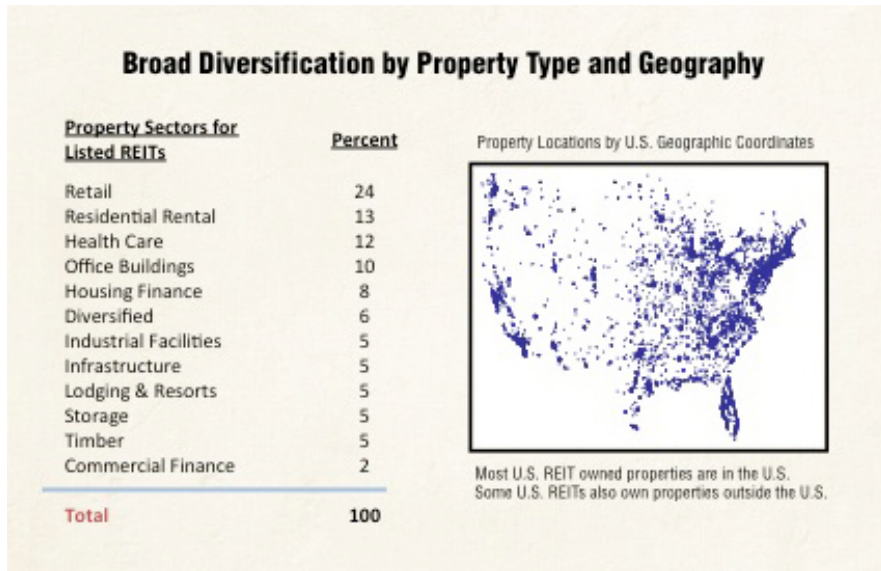 Broad Diversification by Property Type and Geography
Property Sectors for
Listed REITs
Percent
Retail 24
Residential Rental 13
Health Care 12
Office Buildings 10
Housing Finance 8
Diversified 6
Industrial Facilities 5
Infrastructure 5
Lodging & Resorts 5
Storage 5
Timber 5
Commercial Finance 2
Total 100
Property Locations by U.S. Geographic Coordinates
Most U.S. REIT owned properties are in the U.S.
Some U.S. REITs also own properties outside the U.S.